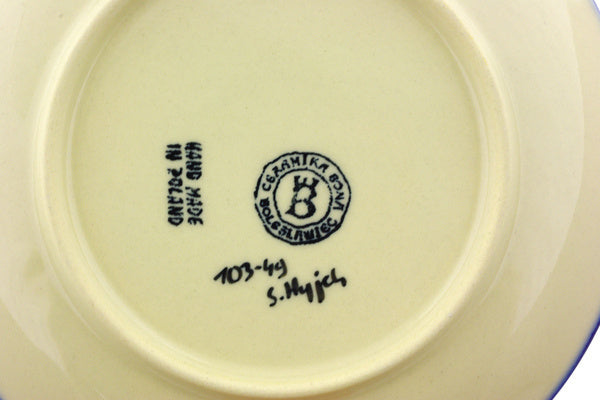 HAND MADE
IN POLAND
CERAMIKA BONA
B
BOLESŁAWIEC
103-49